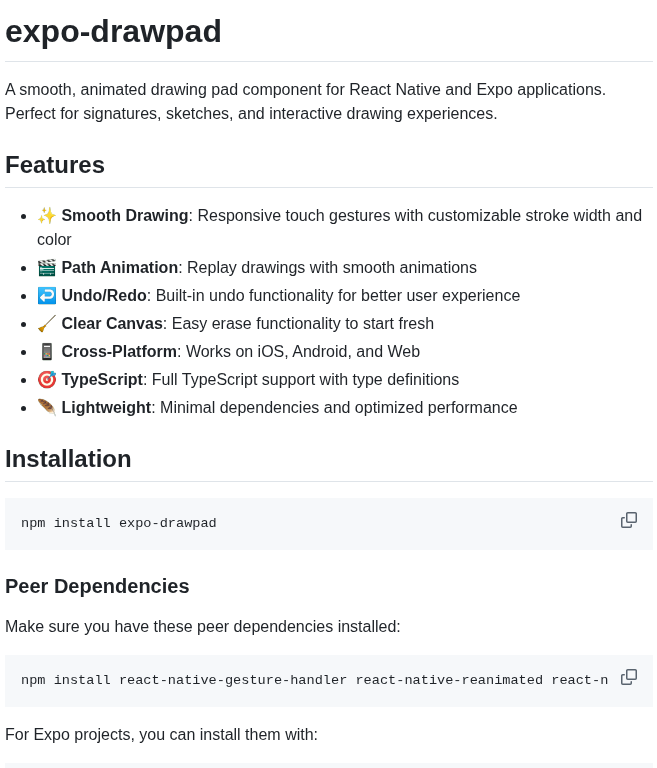 expo-drawpad
A smooth, animated drawing pad component for React Native and Expo applications.
Perfect for signatures, sketches, and interactive drawing experiences.
Features
✨ Smooth Drawing: Responsive touch gestures with customizable stroke width and
color
🎬 Path Animation: Replay drawings with smooth animations
↩️ Undo/Redo: Built-in undo functionality for better user experience
🧹 Clear Canvas: Easy erase functionality to start fresh
📱 Cross-Platform: Works on iOS, Android, and Web
🎯 TypeScript: Full TypeScript support with type definitions
🪶 Lightweight: Minimal dependencies and optimized performance
Installation
npm install expo-drawpad
Peer Dependencies
Make sure you have these peer dependencies installed:
npm install react-native-gesture-handler react-native-reanimated react-n
For Expo projects, you can install them with: